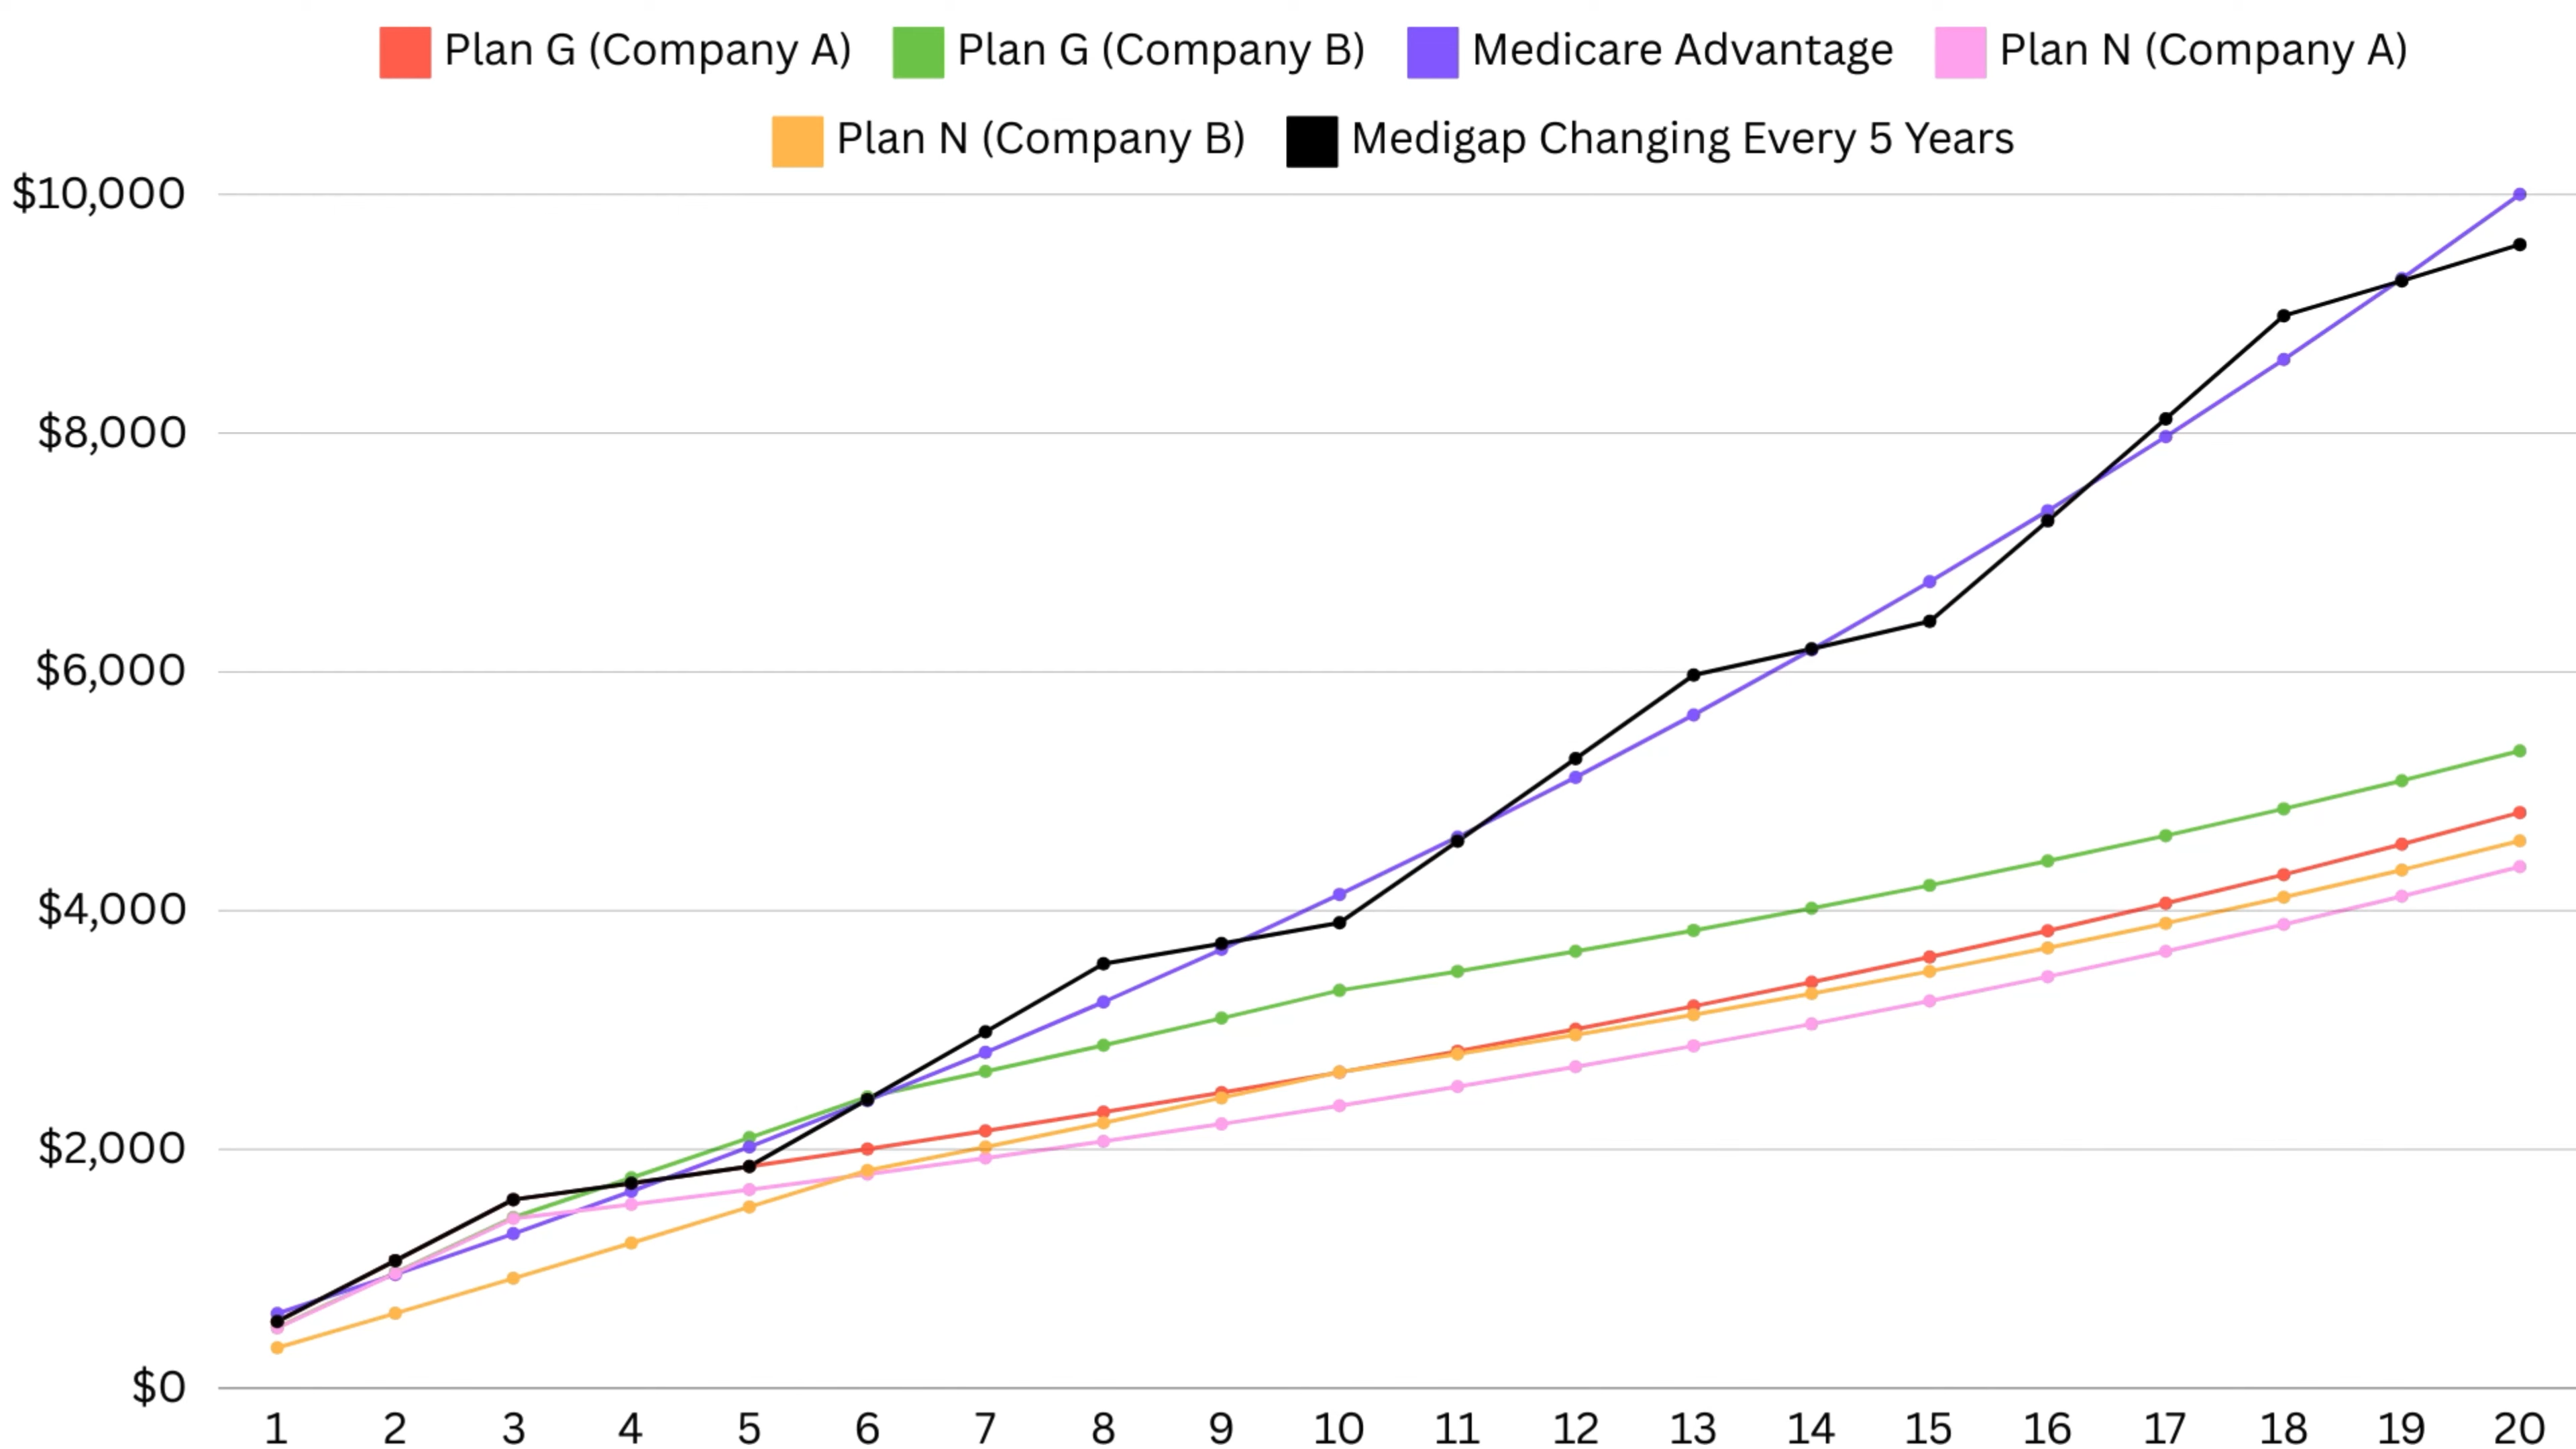 Plan G (Company A) Plan G (Company B) Medicare Advantage Plan N (Company A)
Plan N (Company B) Medigap Changing Every 5 Years
$10,000
$8,000
$6,000
$4,000
$2,000
$0
1 2 3 4 5 6 7 8 9 10 11 12 13 14 15 16 17 18 19 20